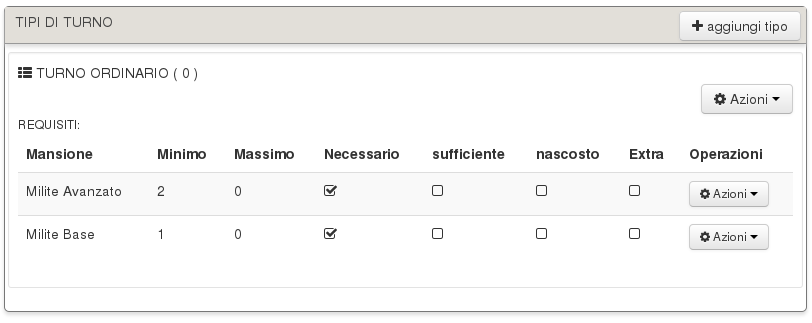 TIPI DI TURNO
aggiungi tipo
TURNO ORDINARIO ( 0 )
Azioni
REQUISITI:
Mansione Minimo Massimo Necessario sufficiente nascosto Extra Operazioni
Milite Avanzato 2 0 Azioni
Milite Base 1 0 Azioni